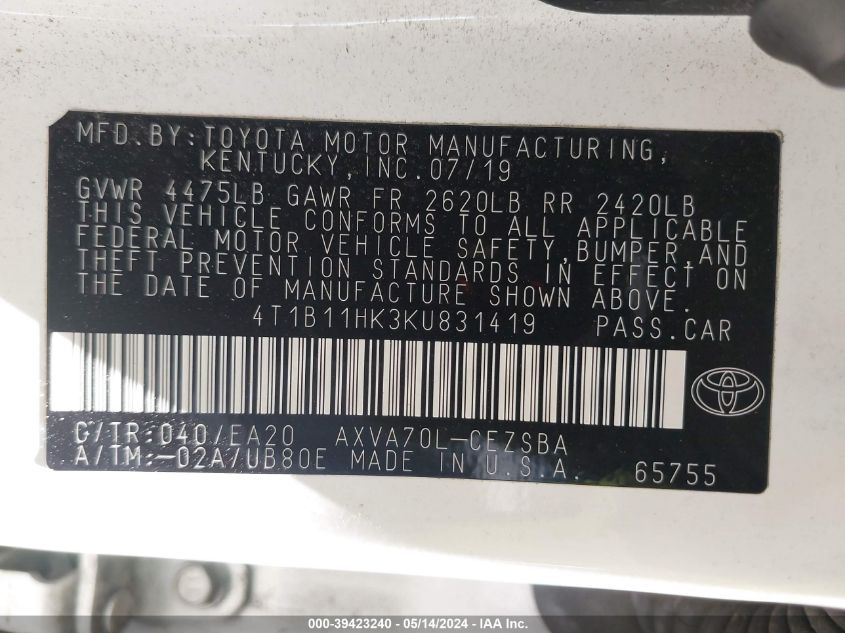 MFD.BY:TOYOTA MOTOR MANUFACTURING,
KENTUCKY,INC.07/19
GVWR 4475LB GAWR FR 2620LB RR 2420LB
THIS VEHICLE CONFORMS TO ALL APPLICABLE
FEDERAL MOTOR VEHICLE SAFETY,BUMPER,AND
THEFT PREVENTION STANDARDS IN EFFECT ON
THE DATE OF MANUFACTURE SHOWN ABOVE.
4T1B11HK3KU831419 PASS.CAR
C/TR:040/EA20 AXVA70L-CEZSBA
A/TM:-02A/UB80E MADE IN U.S.A. 65755
000-39423240 - 05/14/2024 - IAA Inc.